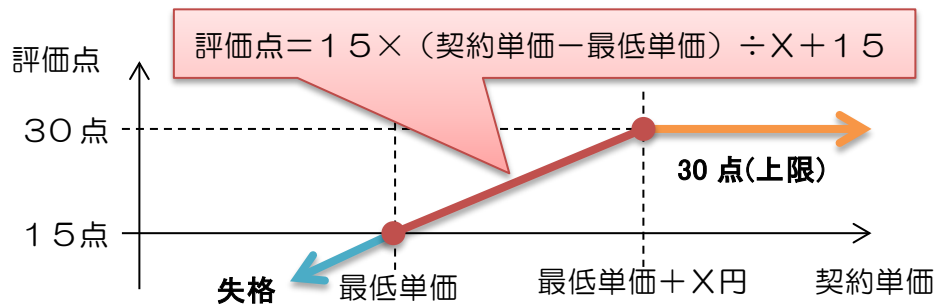 評価点＝１５×（契約単価－最低単価）÷X＋１５
評価点
３０点
30 点(上限)
１５点
失格
最低単価
最低単価＋X円
契約単価